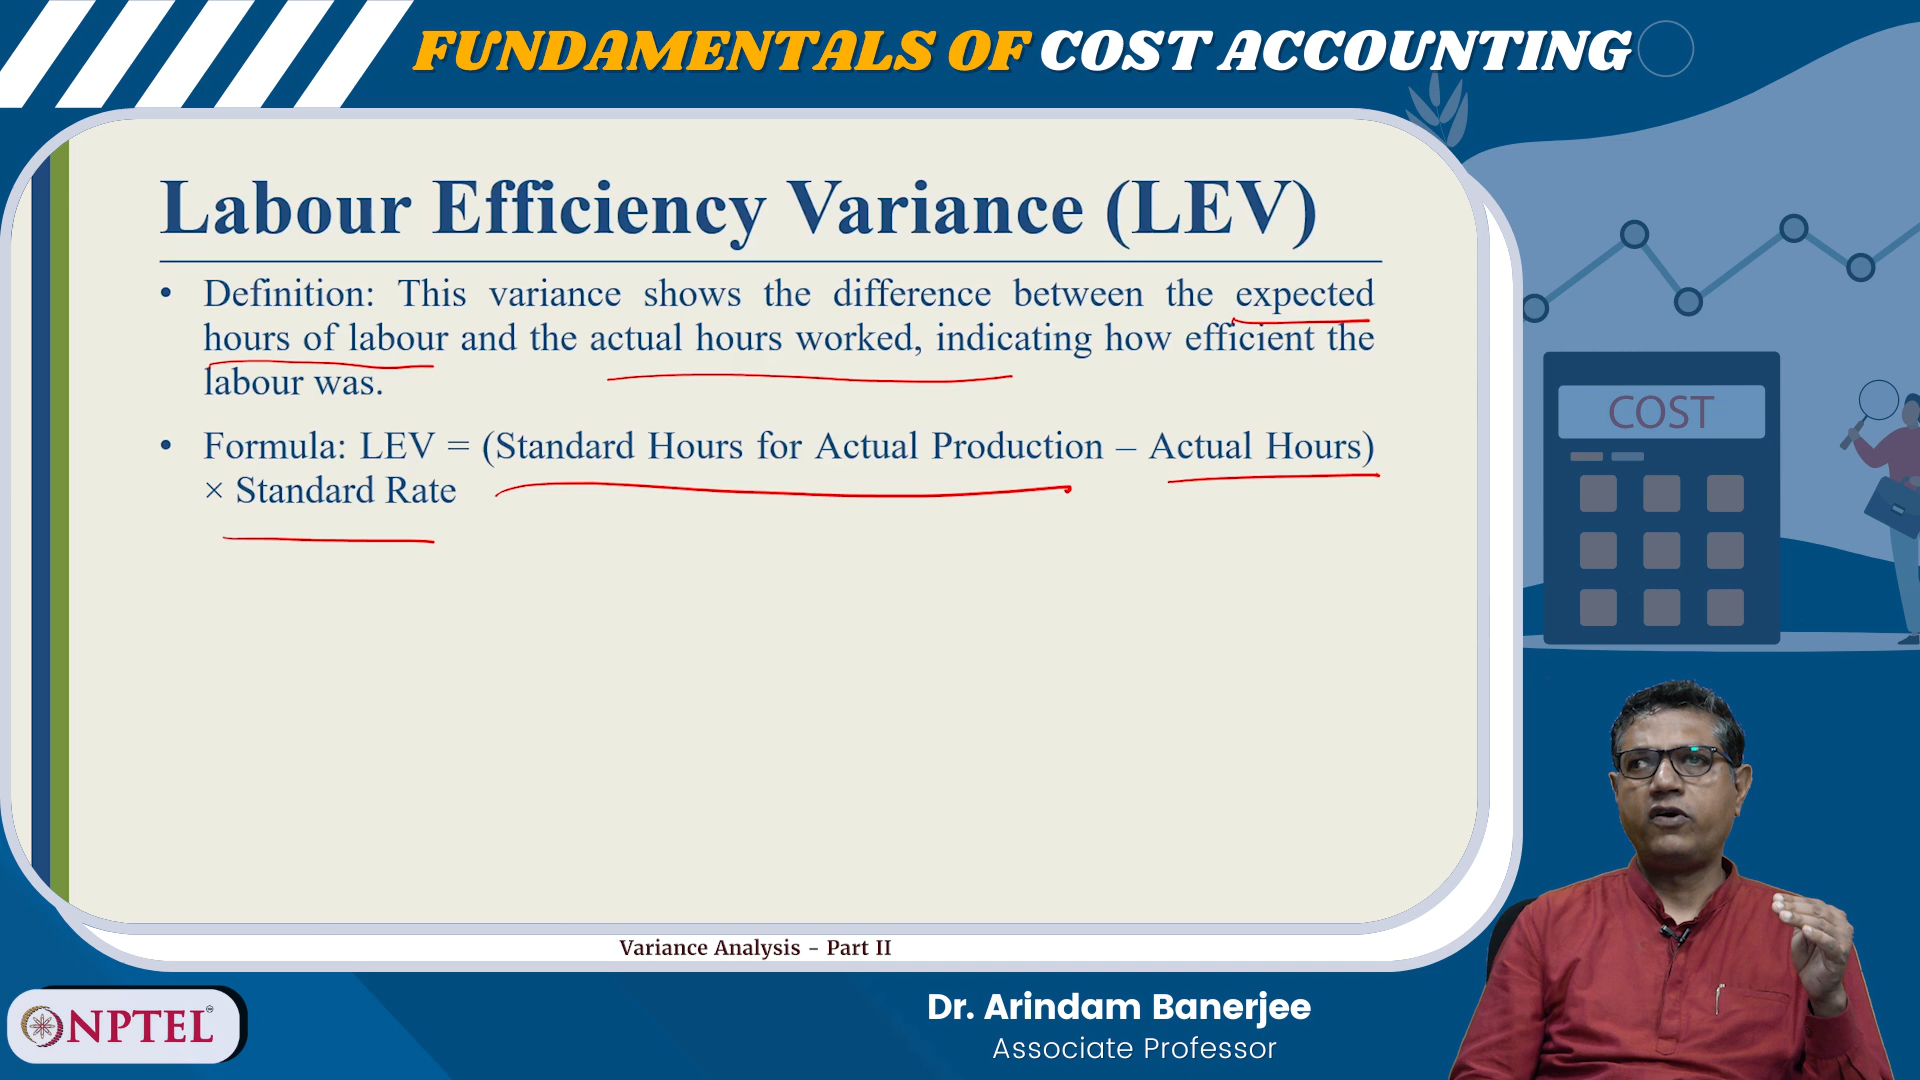 FUNDAMENTALS OF COST ACCOUNTING
Labour Efficiency Variance (LEV)
• Definition: This variance shows the difference between the expected
hours of labour and the actual hours worked, indicating how efficient the
labour was.
• Formula: LEV = (Standard Hours for Actual Production – Actual Hours)
× Standard Rate
COST
Variance Analysis - Part II
NPTEL
Dr. Arindam Banerjee
Associate Professor